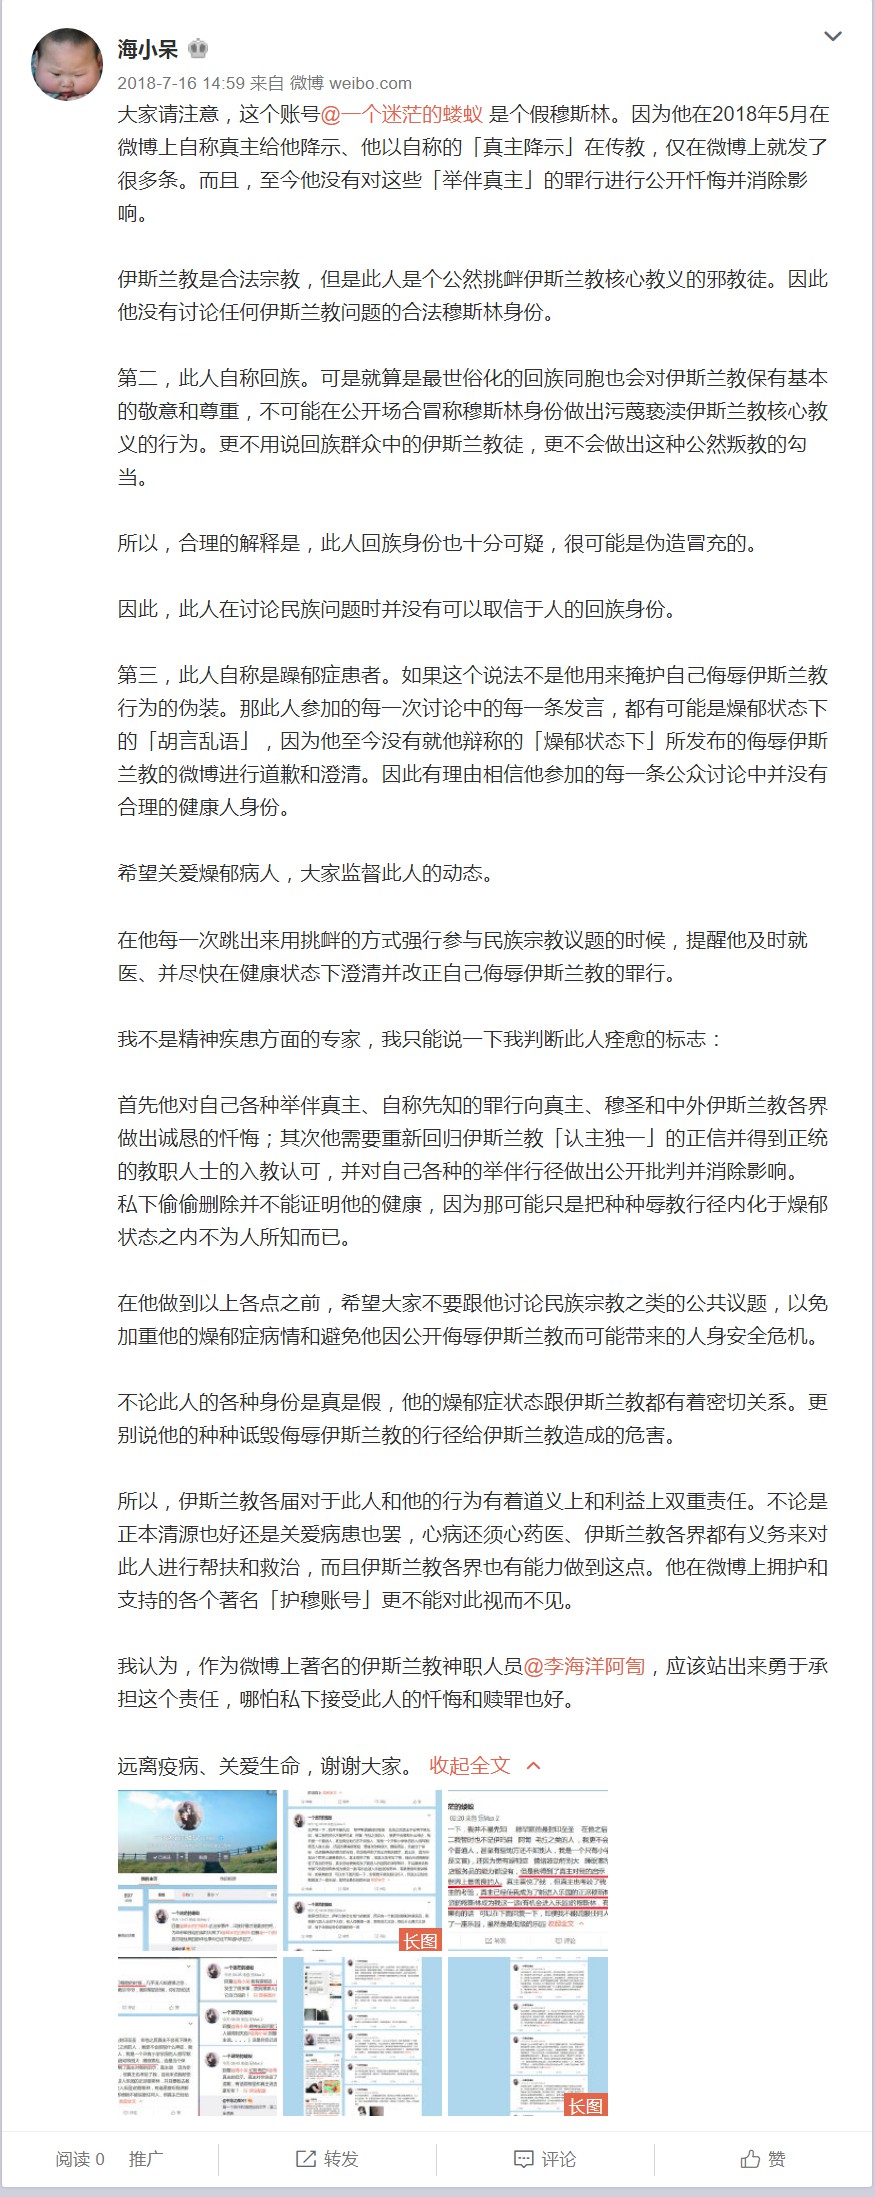 海小呆
2018-7-16 14:59 来自 微博 weibo.com
大家请注意，这个账号@一个迷茫的蝼蚁 是个假穆斯林。因为他在2018年5月在
微博上自称真主给他降示、他以自称的「真主降示」在传教，仅在微博上就发了
很多条。而且，至今他没有对这些「举伴真主」的罪行进行公开忏悔并消除影
响。
伊斯兰教是合法宗教，但是此人是个公然挑衅伊斯兰教核心教义的邪教徒。因此
他没有讨论任何伊斯兰教问题的合法穆斯林身份。
第二，此人自称回族。可是就算是最世俗化的回族同胞也会对伊斯兰教保有基本
的敬意和尊重，不可能在公开场合冒称穆斯林身份做出污蔑亵渎伊斯兰教核心教
义的行为。更不用说回族群众中的伊斯兰教徒，更不会做出这种公然叛教的勾
当。
所以，合理的解释是，此人回族身份也十分可疑，很可能是伪造冒充的。
因此，此人在讨论民族问题时并没有可以取信于人的回族身份。
第三，此人自称是躁郁症患者。如果这个说法不是他用来掩护自己侮辱伊斯兰教
行为的伪装。那此人参加的每一次讨论中的每一条发言，都有可能是燥郁状态下
的「胡言乱语」，因为他至今没有就他辩称的「燥郁状态下」所发布的侮辱伊斯
兰教的微博进行道歉和澄清。因此有理由相信他参加的每一条公众讨论中并没有
合理的健康人身份。
希望关爱燥郁病人，大家监督此人的动态。
在他每一次跳出来用挑衅的方式强行参与民族宗教议题的时候，提醒他及时就
医、并尽快在健康状态下澄清并改正自己侮辱伊斯兰教的罪行。
我不是精神疾患方面的专家，我只能说一下我判断此人痊愈的标志：
首先他对自己各种举伴真主、自称先知的罪行向真主、穆圣和中外伊斯兰教各界
做出诚恳的忏悔；其次他需要重新回归伊斯兰教「认主独一」的正信并得到正统
的教职人士的入教认可，并对自己各种的举伴行径做出公开批判并消除影响。
私下偷偷删除并不能证明他的健康，因为那可能只是把种种辱教行径内化于燥郁
状态之内不为人所知而已。
在他做到以上各点之前，希望大家不要跟他讨论民族宗教之类的公共议题，以免
加重他的燥郁症病情和避免他因公开侮辱伊斯兰教而可能带来的人身安全危机。
不论此人的各种身份是真是假，他的燥郁症状态跟伊斯兰教都有着密切关系。更
别说他的种种诋毁侮辱伊斯兰教的行径给伊斯兰教造成的危害。
所以，伊斯兰教各届对于此人和他的行为有着道义上和利益上双重责任。不论是
正本清源也好还是关爱病患也罢，心病还须心药医、伊斯兰教各界都有义务来对
此人进行帮扶和救治，而且伊斯兰教各界也有能力做到这点。他在微博上拥护和
支持的各个著名「护穆账号」更不能对此视而不见。
我认为，作为微博上著名的伊斯兰教神职人员@李海洋阿訇，应该站出来勇于承
担这个责任，哪怕私下接受此人的忏悔和赎罪也好。
远离疫病、关爱生命，谢谢大家。 收起全文
长图
长图
阅读 0 推广 转发 评论 赞